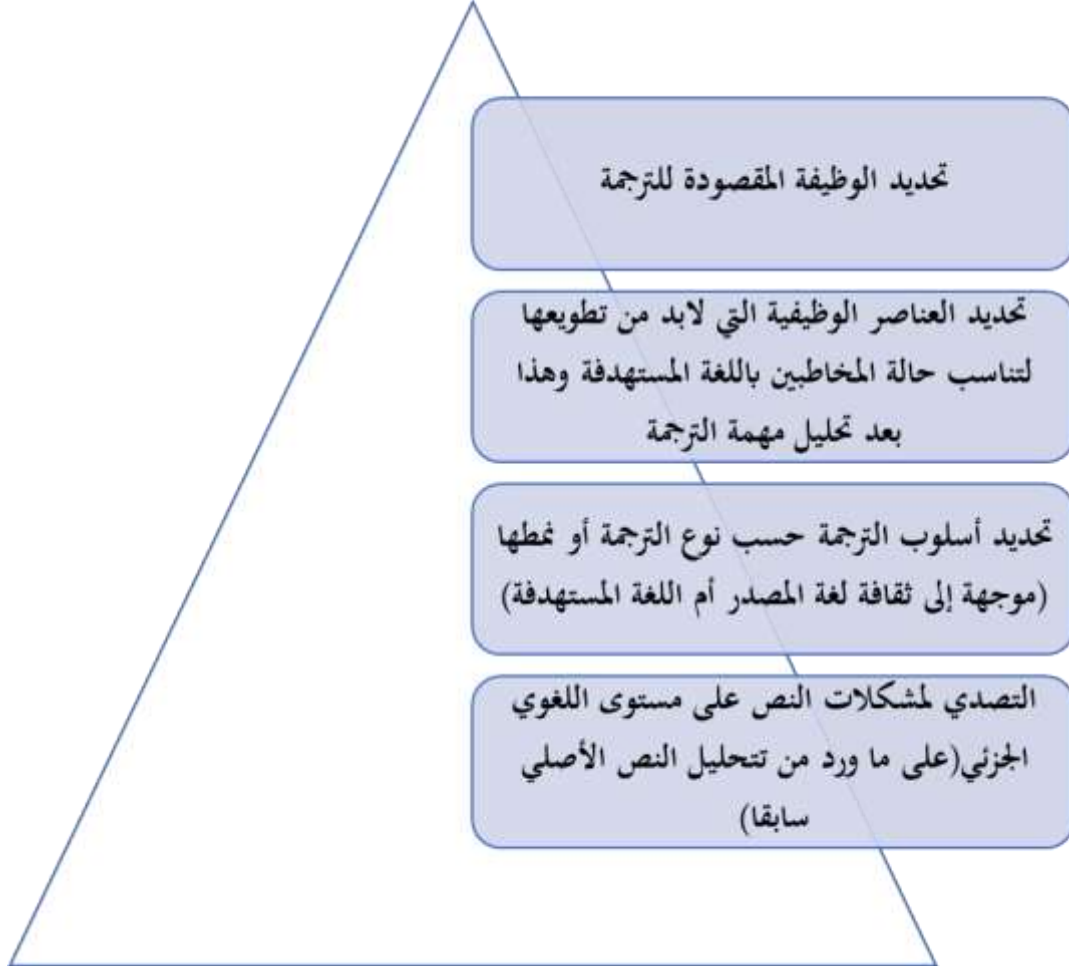 تحديد الوظيفة المقصودة للترجمة
تحديد العناصر الوظيفية التي لابد من تطويعها
لتناسب حالة المخاطبين باللغة المستهدفة وهذا
بعد تحليل مهمة الترجمة
تحديد أسلوب الترجمة حسب نوع الترجمة أو نمطها
(موجهة إلى ثقافة لغة المصدر أم اللغة المستهدفة)
التصدي لمشكلات النص على مستوى اللغوي
الجزئي(على ما ورد من تتحليل النص الأصلي
سابقا)